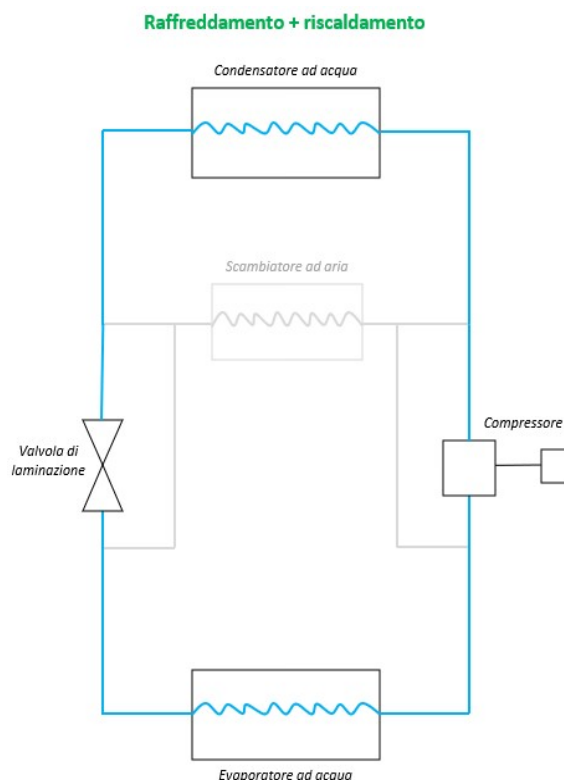 Raffreddamento + riscaldamento
Condensatore ad acqua
Scambiatore ad aria
Compressore
Valvola di
laminazione
Evaporatore ad acqua